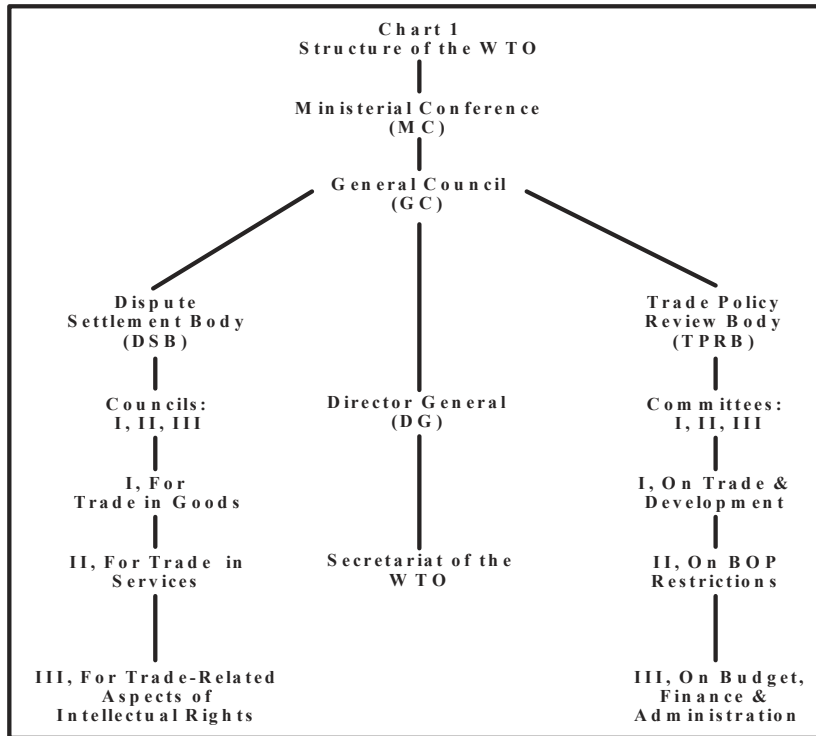 Chart 1
Structure of the WTO
Ministerial Conference
(MC)
General Council
(GC)
Dispute
Settlement Body
(DSB)
Councils:
I, II, III
I, For
Trade in Goods
II, For Trade in
Services
III, For Trade-Related
Aspects of
Intellectual Rights
Director General
(DG)
Secretariat of the
WTO
Trade Policy
Review Body
(TPRB)
Committees:
I, II, III
I, On Trade &
Development
II, On BOP
Restrictions
III, On Budget,
Finance &
Administration